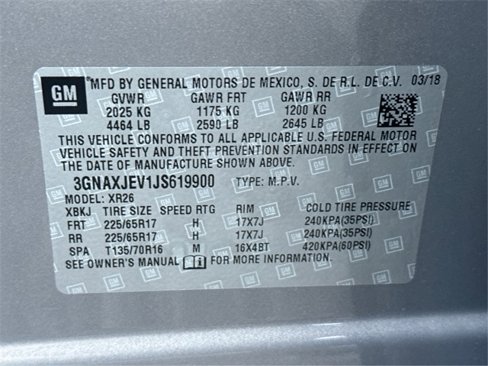 GM
MFD BY GENERAL MOTORS DE MEXICO, S. DE R.L. DE C.V. 03/18
GVWR GAWR FRT GAWR RR
2025 KG 1175 KG 1200 KG
4464 LB 2590 LB 2645 LB
THIS VEHICLE CONFORMS TO ALL APPLICABLE U.S. FEDERAL MOTOR
VEHICLE SAFETY AND THEFT PREVENTION STANDARDS IN EFFECT ON
THE DATE OF MANUFACTURE SHOWN ABOVE.
3GNAXJEV1JS619900 TYPE: M.P.V.
MODEL: XR26
XBKJ TIRE SIZE SPEED RTG RIM COLD TIRE PRESSURE
FRT 225/65R17 H 17X7J 240KPA(35PSI)
RR 225/65R17 H 17X7J 240KPA(35PSI)
SPA T135/70R16 M 16X4BT 420KPA(60PSI)
SEE OWNER'S MANUAL FOR MORE INFORMATION